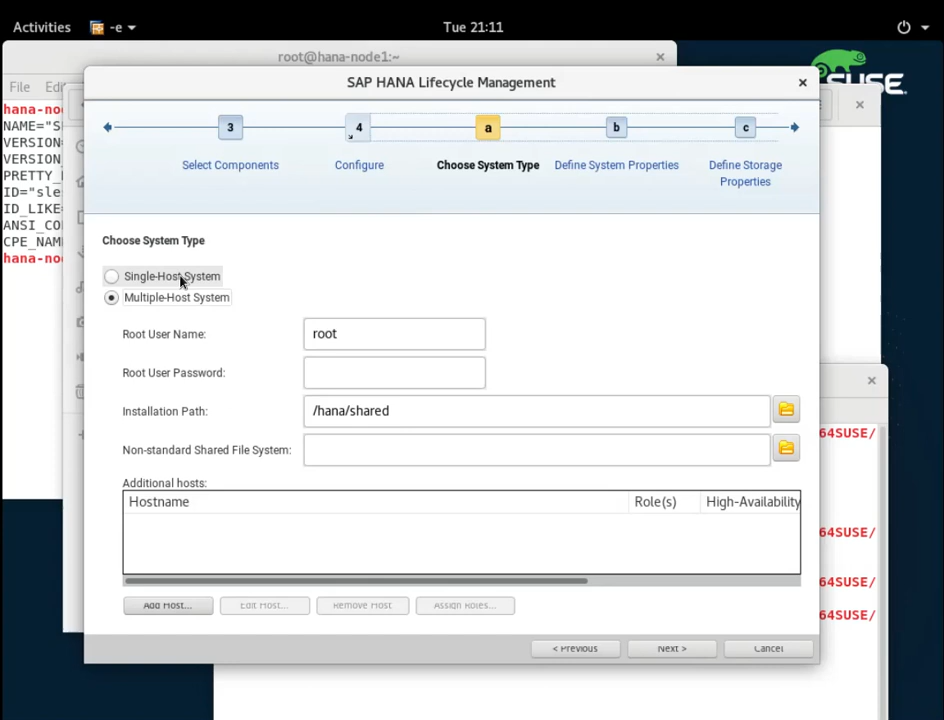 Activities
-e
Tue 21:11
root@hana-node1:~
File
SAP HANA Lifecycle Management
3
4
a
b
c
Select Components
Configure
Choose System Type
Define System Properties
Define Storage Properties
hana-no
NAME="S
VERSION
VERSION
PRETTY_
ID="sle
ID_LIKE
ANSI_CO
CPE_NAM
hana-no
Choose System Type
Single-Host System
Multiple-Host System
Root User Name:
root
Root User Password:
Installation Path:
/hana/shared
Non-standard Shared File System:
Additional hosts:
Hostname
Role(s)
High-Availability
Add Host...
Edit Host...
Remove Host
Assign Roles...
< Previous
Next >
Cancel
USE.
64SUSE/
64SUSE/
64SUSE/
64SUSE/